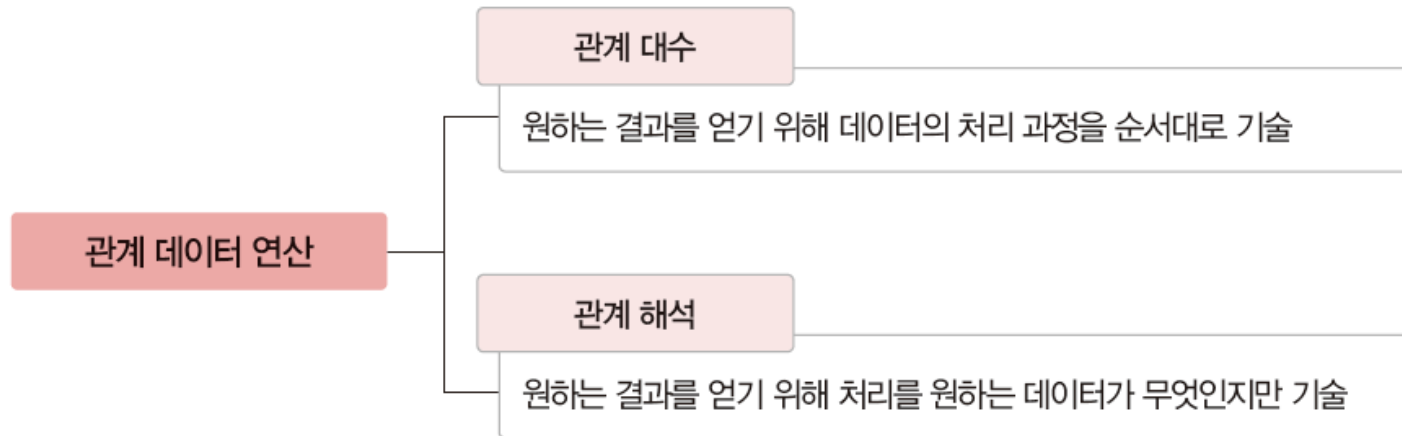 관계 대수
원하는 결과를 얻기 위해 데이터의 처리 과정을 순서대로 기술
관계 데이터 연산
관계 해석
원하는 결과를 얻기 위해 처리를 원하는 데이터가 무엇인지만 기술